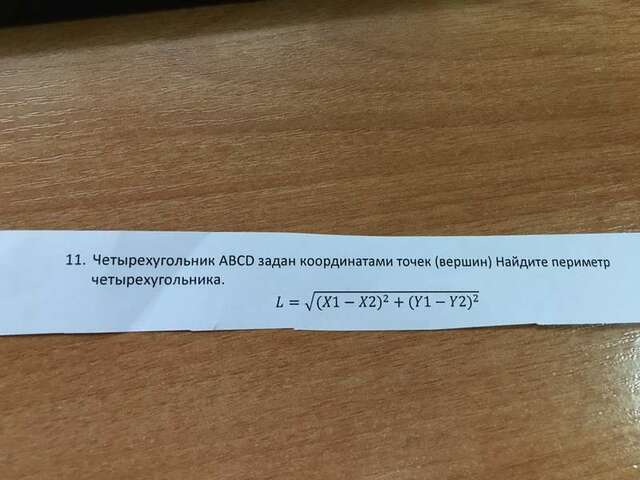 11. Четырехугольник ABCD задан координатами точек (вершин) Найдите периметр
четырехугольника.
L = √(X1 − X2)² + (Y1 − Y2)²